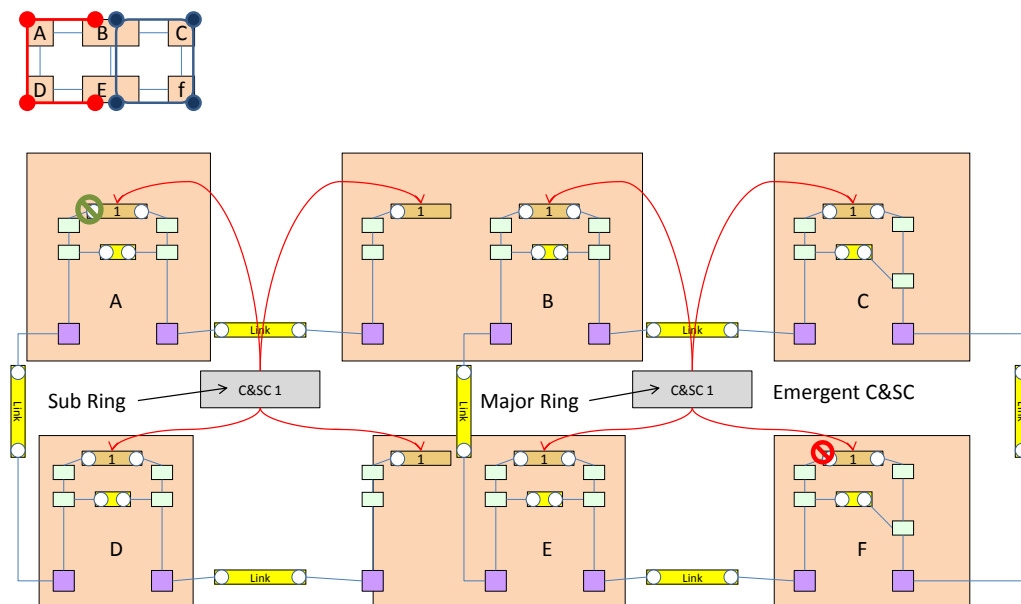 A B C
D E f
1 1 1 1
A B C
Link Link
Link Link Link
Sub Ring C&SC 1 Major Ring C&SC 1 Emergent C&SC
1 1 1 1
D E F
Link Link